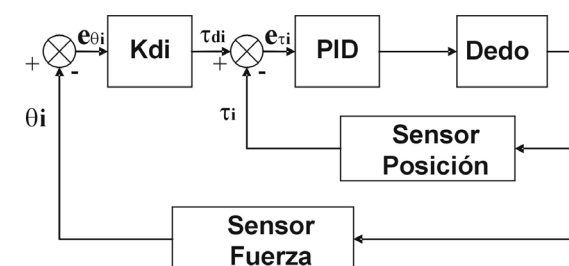 eθi
Kdi
τdi
eτi
PID
Dedo
+
-
+
-
θi
τi
Sensor
Posición
Sensor
Fuerza